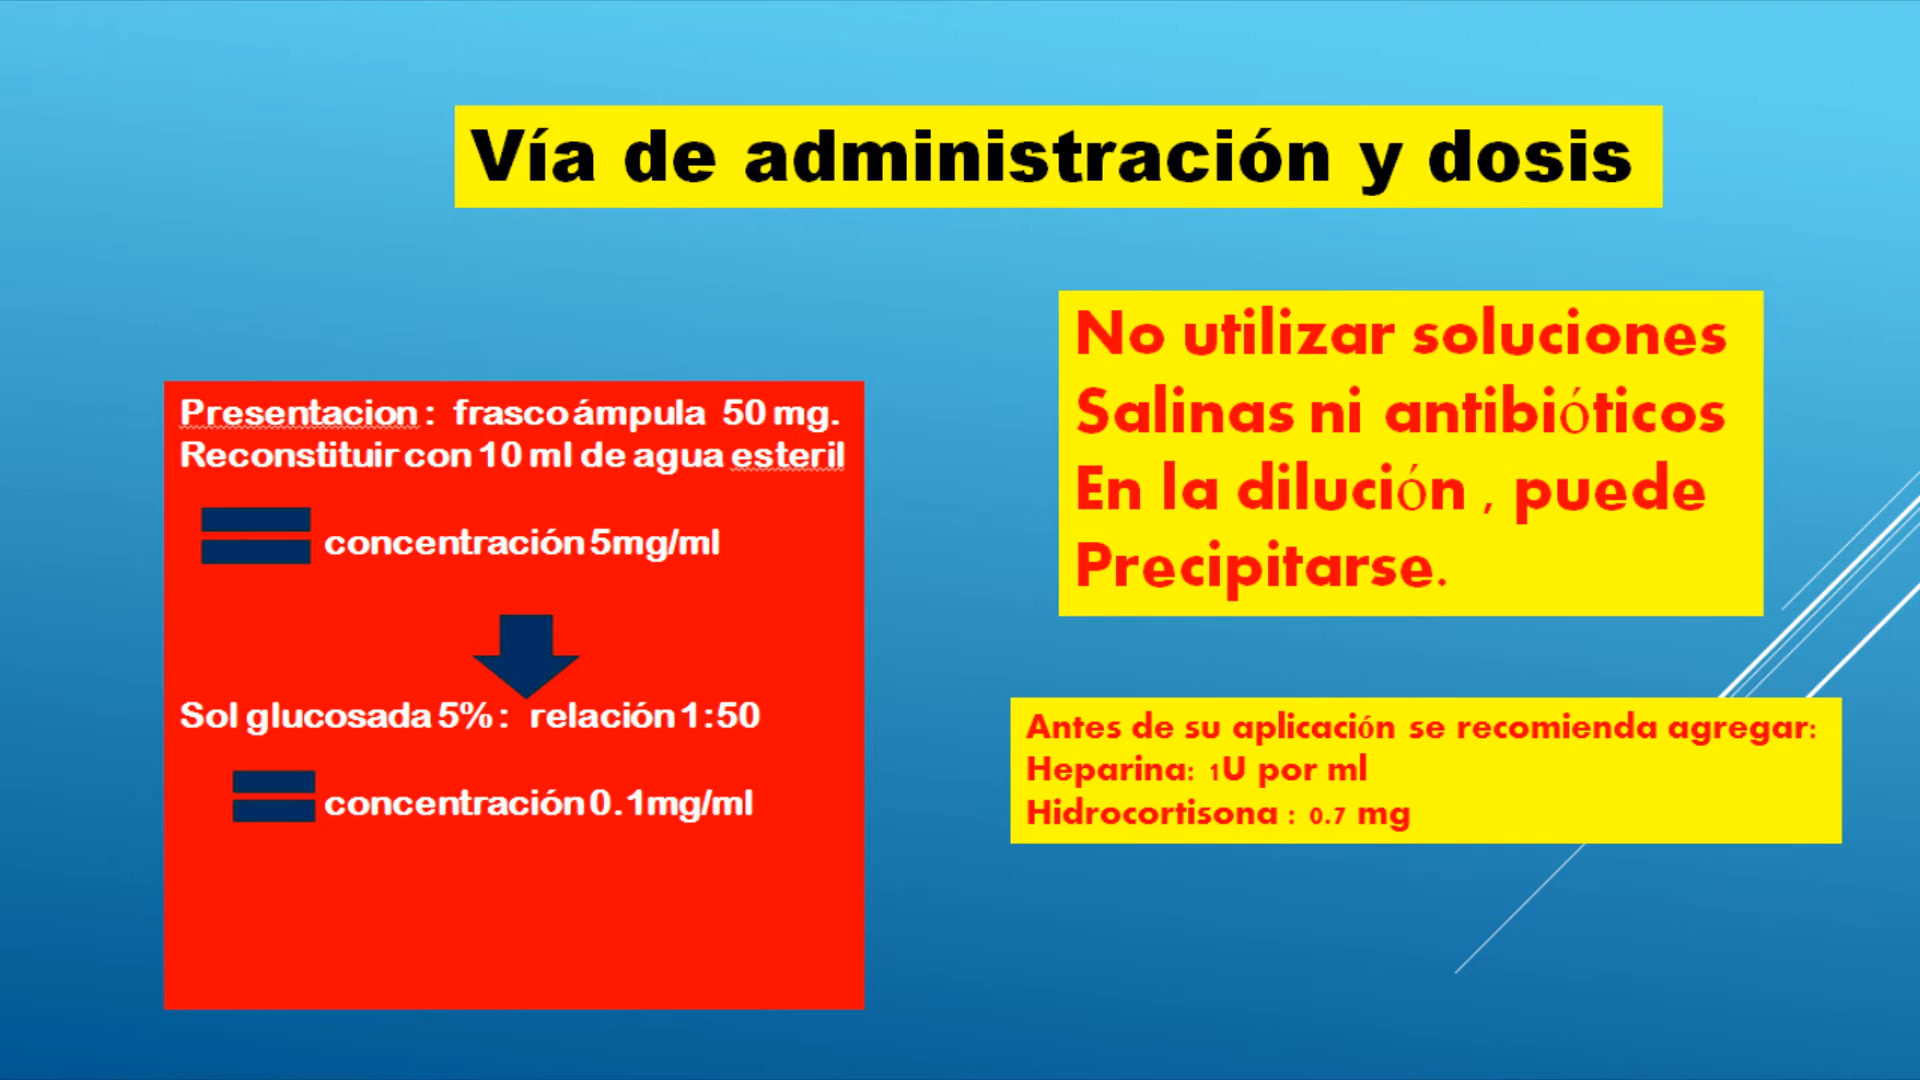 Vía de administración y dosis
Presentacion : frasco ámpula 50 mg.
Reconstituir con 10 ml de agua esteril
concentración 5mg/ml
Sol glucosada 5% : relación 1:50
concentración 0.1mg/ml
No utilizar soluciones
Salinas ni antibióticos
En la dilución , puede
Precipitarse.
Antes de su aplicación se recomienda agregar:
Heparina: 1U por ml
Hidrocortisona : 0.7 mg